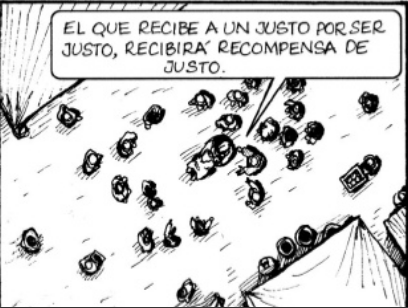 EL QUE RECIBE A UN JUSTO POR SER
JUSTO, RECIBIRÁ RECOMPENSA DE
JUSTO.